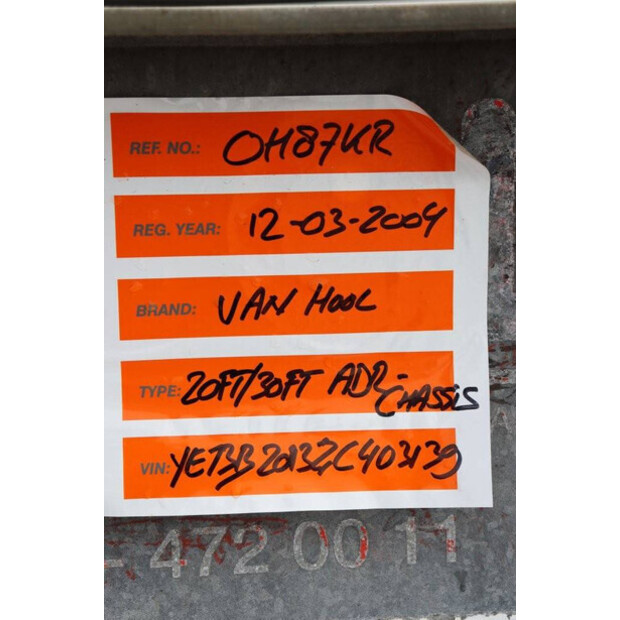 REF. NO.: OH87KR
REG. YEAR: 12-03-2004
BRAND: VAN HOOL
TYPE: 20FT/30FT ADR-
CHASSIS
VIN: YE13B2013ZC403139
- 472 00 11